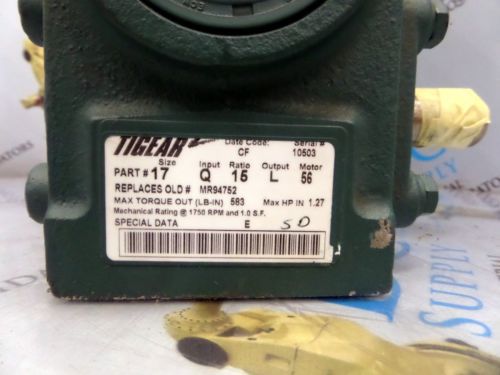 TIGEAR
Date Code: Serial #
CF 10503
Size Input Ratio Output Motor
PART # 17 Q 15 L 56
REPLACES OLD # MR94752
MAX TORQUE OUT (LB-IN) 583 Max HP IN 1.27
Mechanical Rating @ 1750 RPM and 1.0 S.F.
SPECIAL DATA E SD
SUPPLY